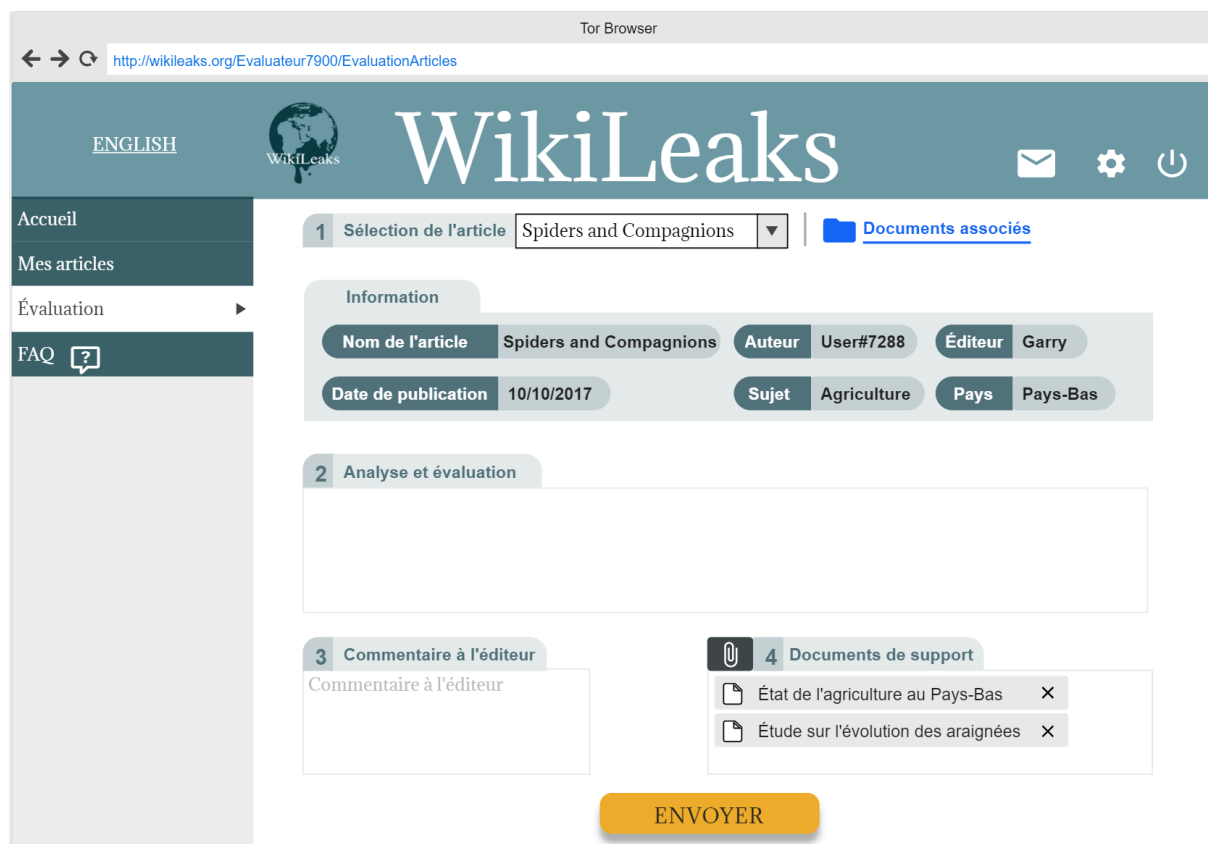 Tor Browser
http://wikileaks.org/Evaluateur7900/EvaluationArticles
ENGLISH
WikiLeaks
WikiLeaks
Accueil
Mes articles
Évaluation
FAQ ?
1 Sélection de l'article Spiders and Compagnions Documents associés
Information
Nom de l'article Spiders and Compagnions Auteur User#7288 Éditeur Garry
Date de publication 10/10/2017 Sujet Agriculture Pays Pays-Bas
2 Analyse et évaluation
3 Commentaire à l'éditeur
Commentaire à l'éditeur
4 Documents de support
État de l'agriculture au Pays-Bas
Étude sur l'évolution des araignées
ENVOYER